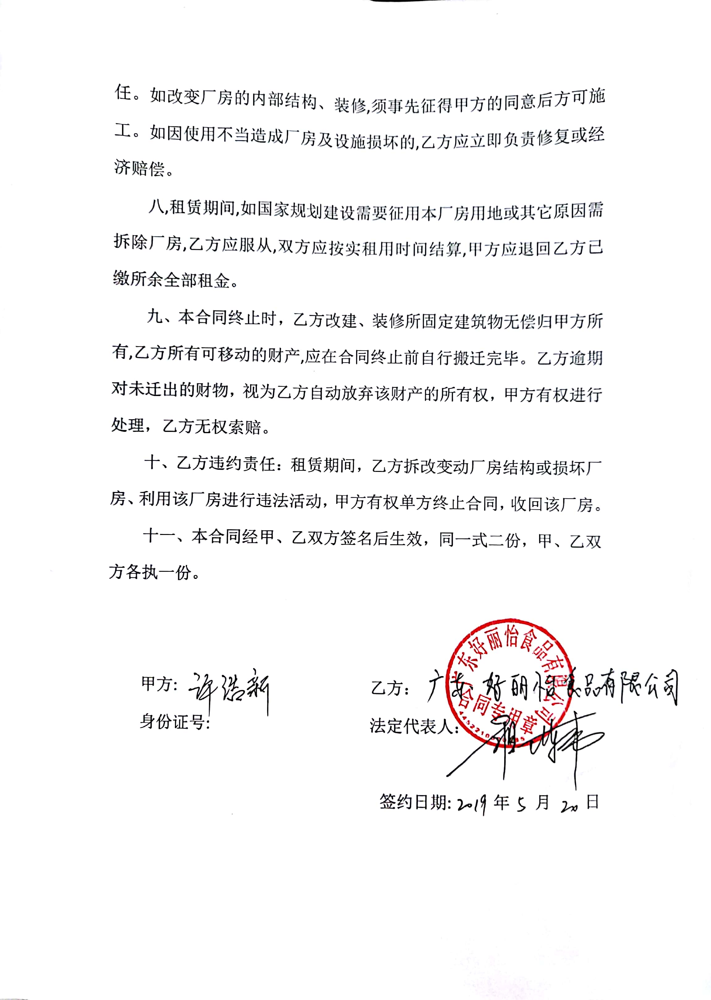 任。如改变厂房的内部结构、装修,须事先征得甲方的同意后方可施
工。如因使用不当造成厂房及设施损坏的,乙方应立即负责修复或经
济赔偿。
八,租赁期间,如国家规划建设需要征用本厂房用地或其它原因需
拆除厂房,乙方应服从,双方应按实租用时间结算,甲方应退回乙方已
缴所余全部租金。
九、本合同终止时，乙方改建、装修所固定建筑物无偿归甲方所
有,乙方所有可移动的财产,应在合同终止前自行搬迁完毕。乙方逾期
对未迁出的财物，视为乙方自动放弃该财产的所有权，甲方有权进行
处理，乙方无权索赔。
十、乙方违约责任：租赁期间，乙方拆改变动厂房结构或损坏厂
房、利用该厂房进行违法活动，甲方有权单方终止合同，收回该厂房。
十一、本合同经甲、乙双方签名后生效，同一式二份，甲、乙双
方各执一份。
广东好丽怡食品有限公司
合同专用章
甲方: 许浩新
乙方：广东好丽怡食品有限公司
身份证号:
法定代表人:
签约日期: 2019 年 5 月 20 日